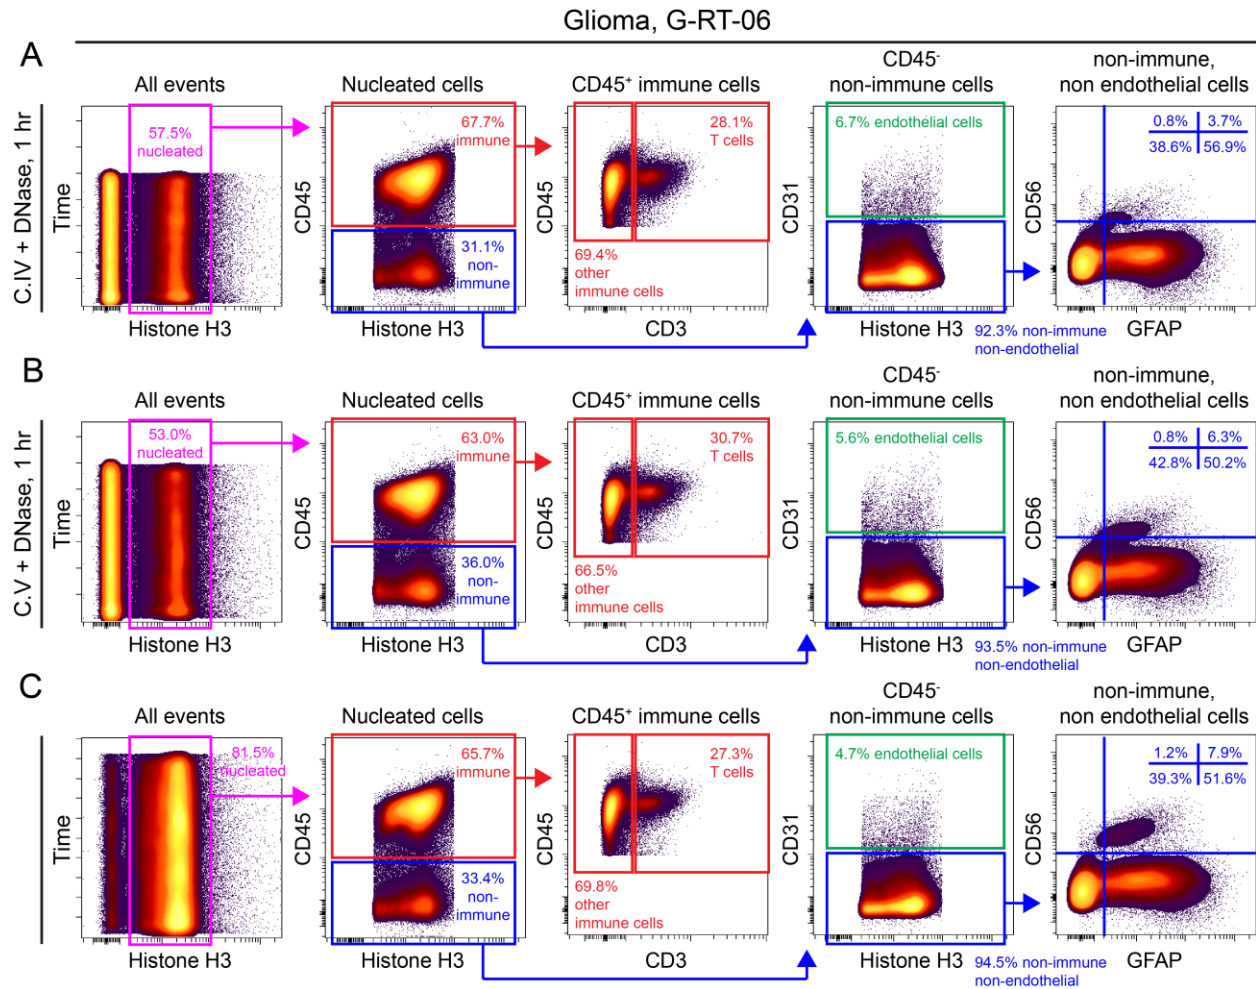 Glioma, G-RT-06
A
C.IV + DNase, 1 hr
All events
57.5%
nucleated
Time
Histone H3
Nucleated cells
67.7%
immune
31.1%
non-
immune
CD45
Histone H3
CD45+ immune cells
28.1%
T cells
69.4%
other
immune cells
CD45
CD3
CD45-
non-immune cells
6.7% endothelial cells
CD31
Histone H3
92.3% non-immune
non-endothelial
non-immune,
non endothelial cells
0.8% 3.7%
38.6% 56.9%
CD56
GFAP
B
C.V + DNase, 1 hr
All events
53.0%
nucleated
Time
Histone H3
Nucleated cells
63.0%
immune
36.0%
non-
immune
CD45
Histone H3
CD45+ immune cells
30.7%
T cells
66.5%
other
immune cells
CD45
CD3
CD45-
non-immune cells
5.6% endothelial cells
CD31
Histone H3
93.5% non-immune
non-endothelial
non-immune,
non endothelial cells
0.8% 6.3%
42.8% 50.2%
CD56
GFAP
C
All events
81.5%
nucleated
Time
Histone H3
Nucleated cells
65.7%
immune
33.4%
non-
immune
CD45
Histone H3
CD45+ immune cells
27.3%
T cells
69.8%
other
immune cells
CD45
CD3
CD45-
non-immune cells
4.7% endothelial cells
CD31
Histone H3
94.5% non-immune
non-endothelial
non-immune,
non endothelial cells
1.2% 7.9%
39.3% 51.6%
CD56
GFAP